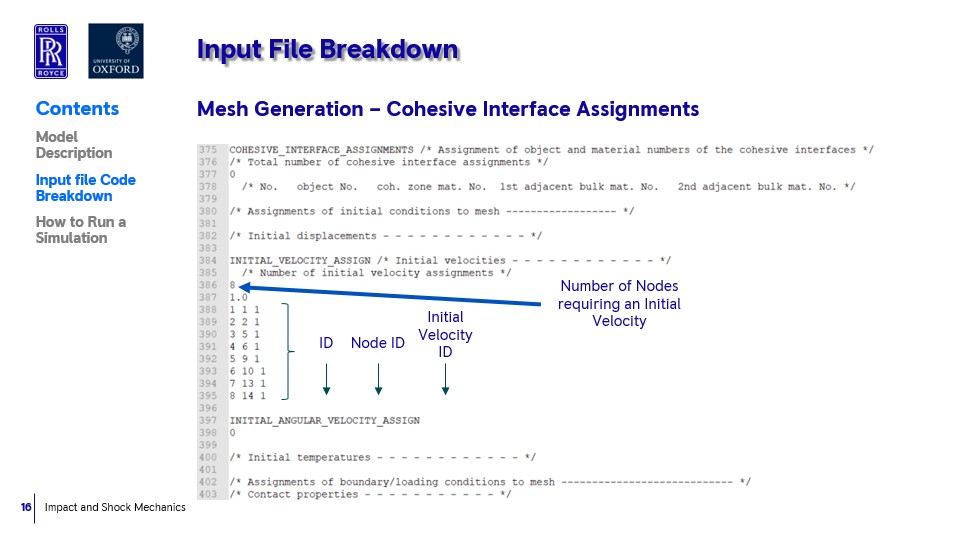 ROLLS
RR
ROYCE
UNIVERSITY OF
OXFORD
Input File Breakdown
Contents
Model
Description
Input file Code
Breakdown
How to Run a
Simulation
Mesh Generation – Cohesive Interface Assignments
375 COHESIVE_INTERFACE_ASSIGNMENTS /* Assignment of object and material numbers of the cohesive interfaces */
376 /* Total number of cohesive interface assignments */
377 0
378 /* No. object No. coh. zone mat. No. 1st adjacent bulk mat. No. 2nd adjacent bulk mat. No. */
379
380 /* Assignments of initial conditions to mesh ------------------ */
381
382 /* Initial displacements - - - - - - - - - - - - */
383
384 INITIAL_VELOCITY_ASSIGN /* Initial velocities - - - - - - - - - - - - */
385 /* Number of initial velocity assignments */
386 8
387 1.0
388 1 1 1
389 2 2 1
390 3 5 1
391 4 6 1
392 5 9 1
393 6 10 1
394 7 13 1
395 8 14 1
396
397 INITIAL_ANGULAR_VELOCITY_ASSIGN
398 0
399
400 /* Initial temperatures - - - - - - - - - - - - */
401
402 /* Assignments of boundary/loading conditions to mesh ---------------------------- */
403 /* Contact properties - - - - - - - - - - - */
Number of Nodes
requiring an Initial
Velocity
ID
Node ID
Initial
Velocity
ID
16
Impact and Shock Mechanics